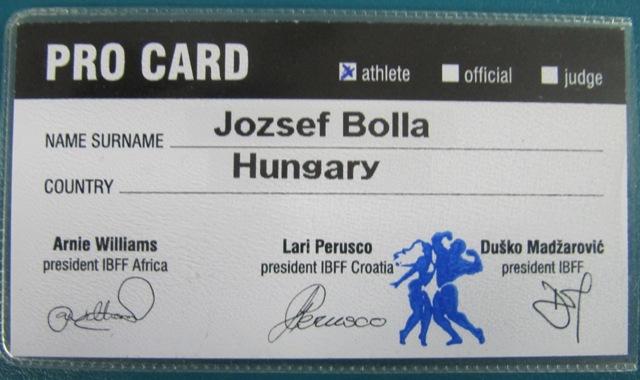 PRO CARD
athlete official judge
NAME SURNAME Jozsef Bolla
COUNTRY Hungary
Arnie Williams Lari Perusco Duško Madžarović
president IBFF Africa president IBFF Croatia president IBFF
Perusco